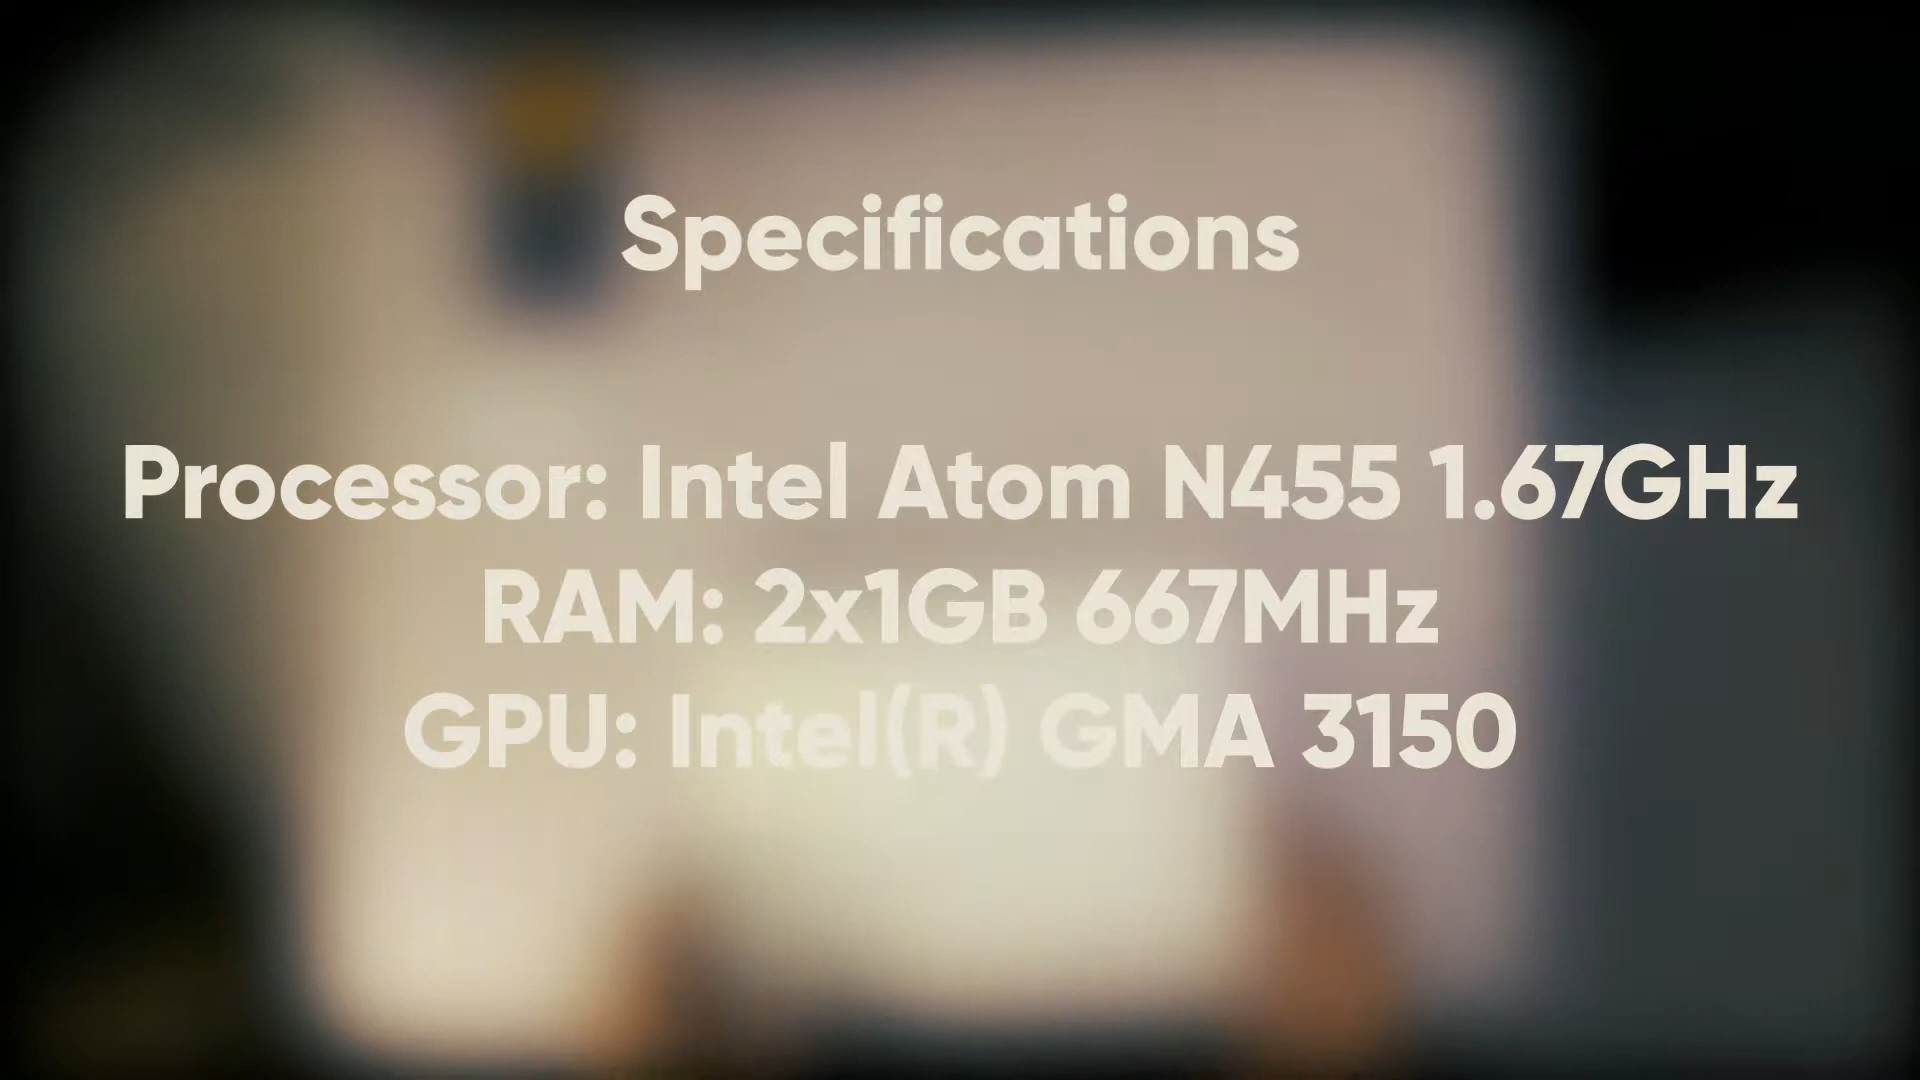 Specifications
Processor: Intel Atom N455 1.67GHz
RAM: 2x1GB 667MHz
GPU: Intel(R) GMA 3150